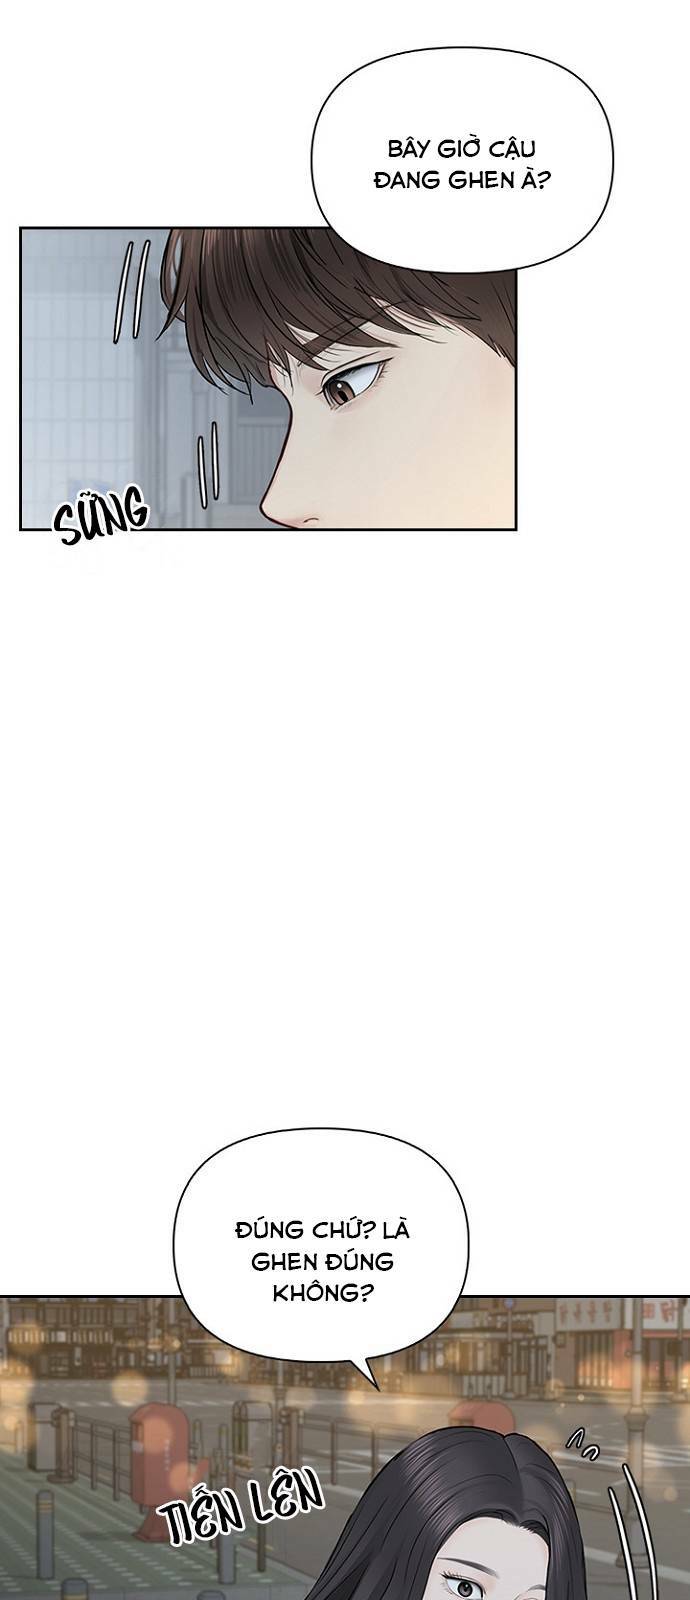 BÂY GIỜ CẬU
ĐANG GHEN À?
SỮNG
ĐÚNG CHỨ? LÀ
GHEN ĐÚNG
KHÔNG?
TIẾN LÊN